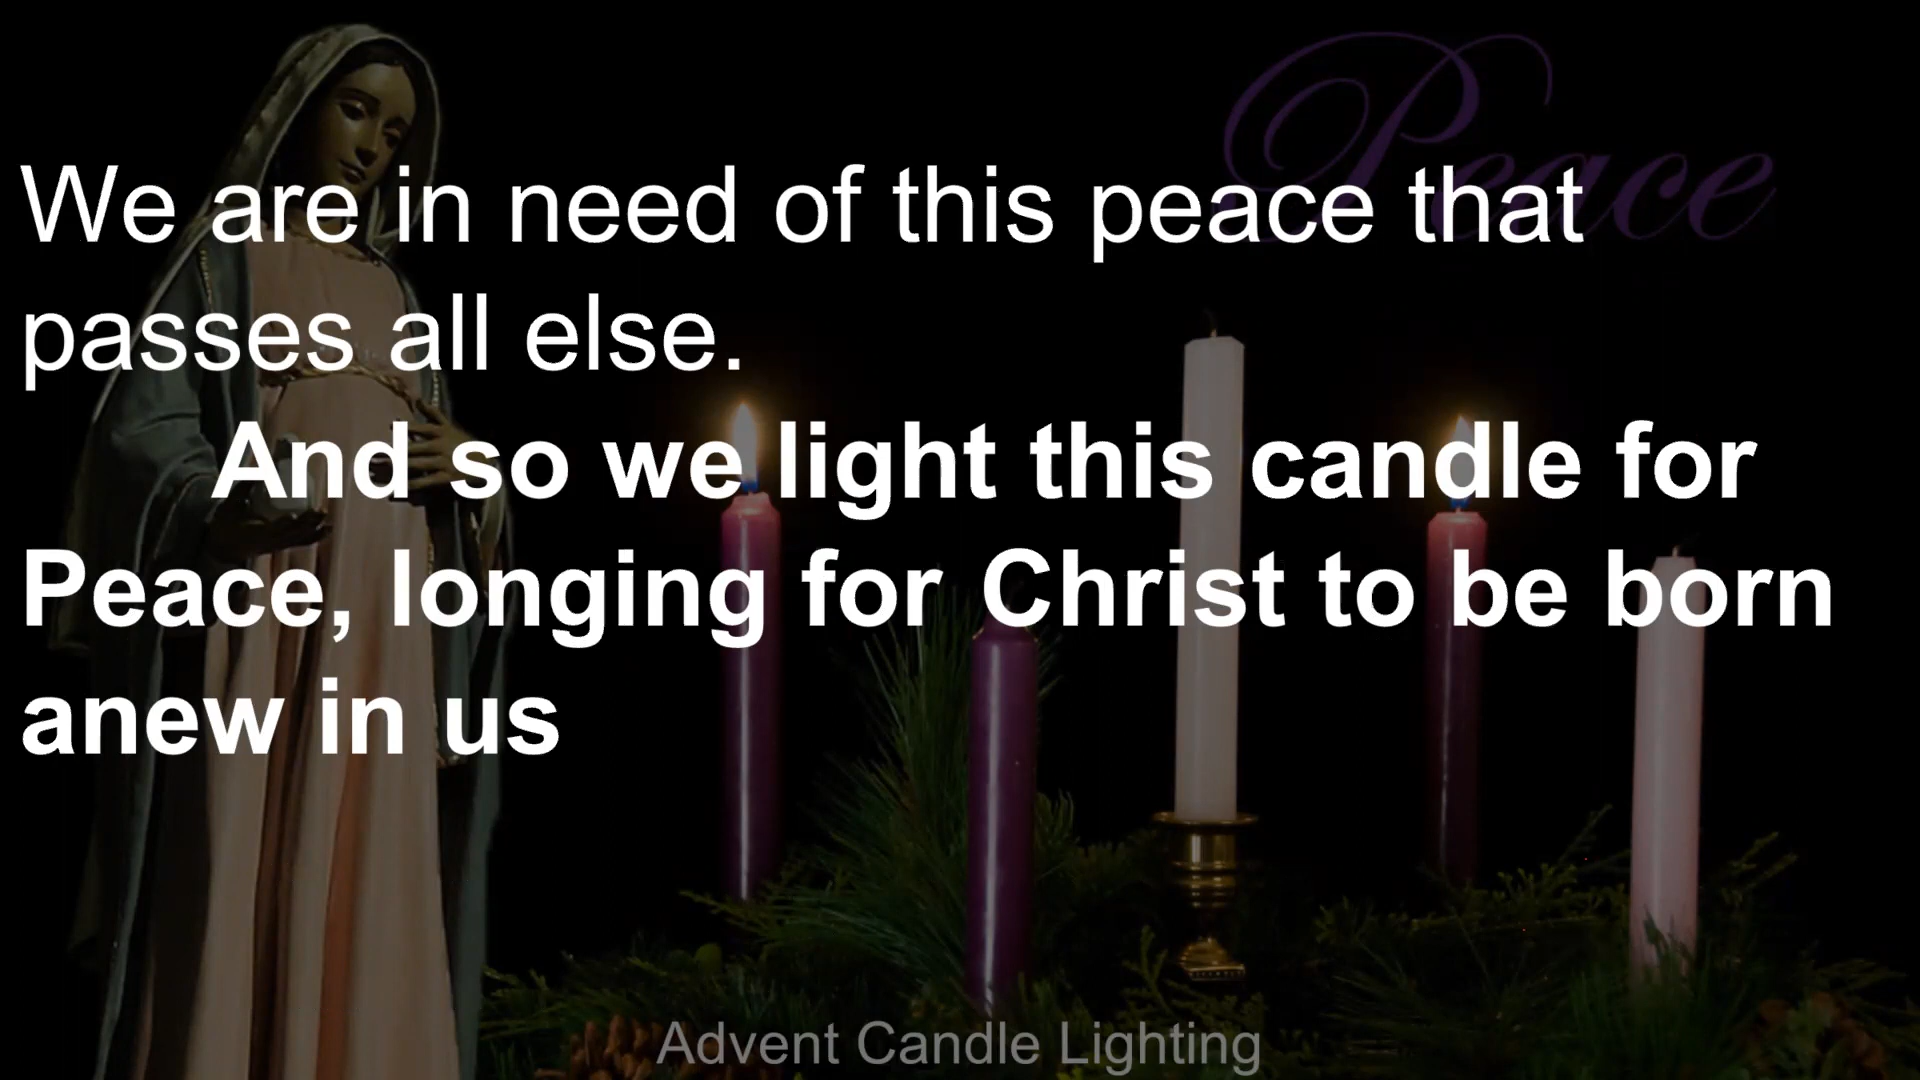 Peace
We are in need of this peace that
passes all else.
And so we light this candle for
Peace, longing for Christ to be born
anew in us
Advent Candle Lighting